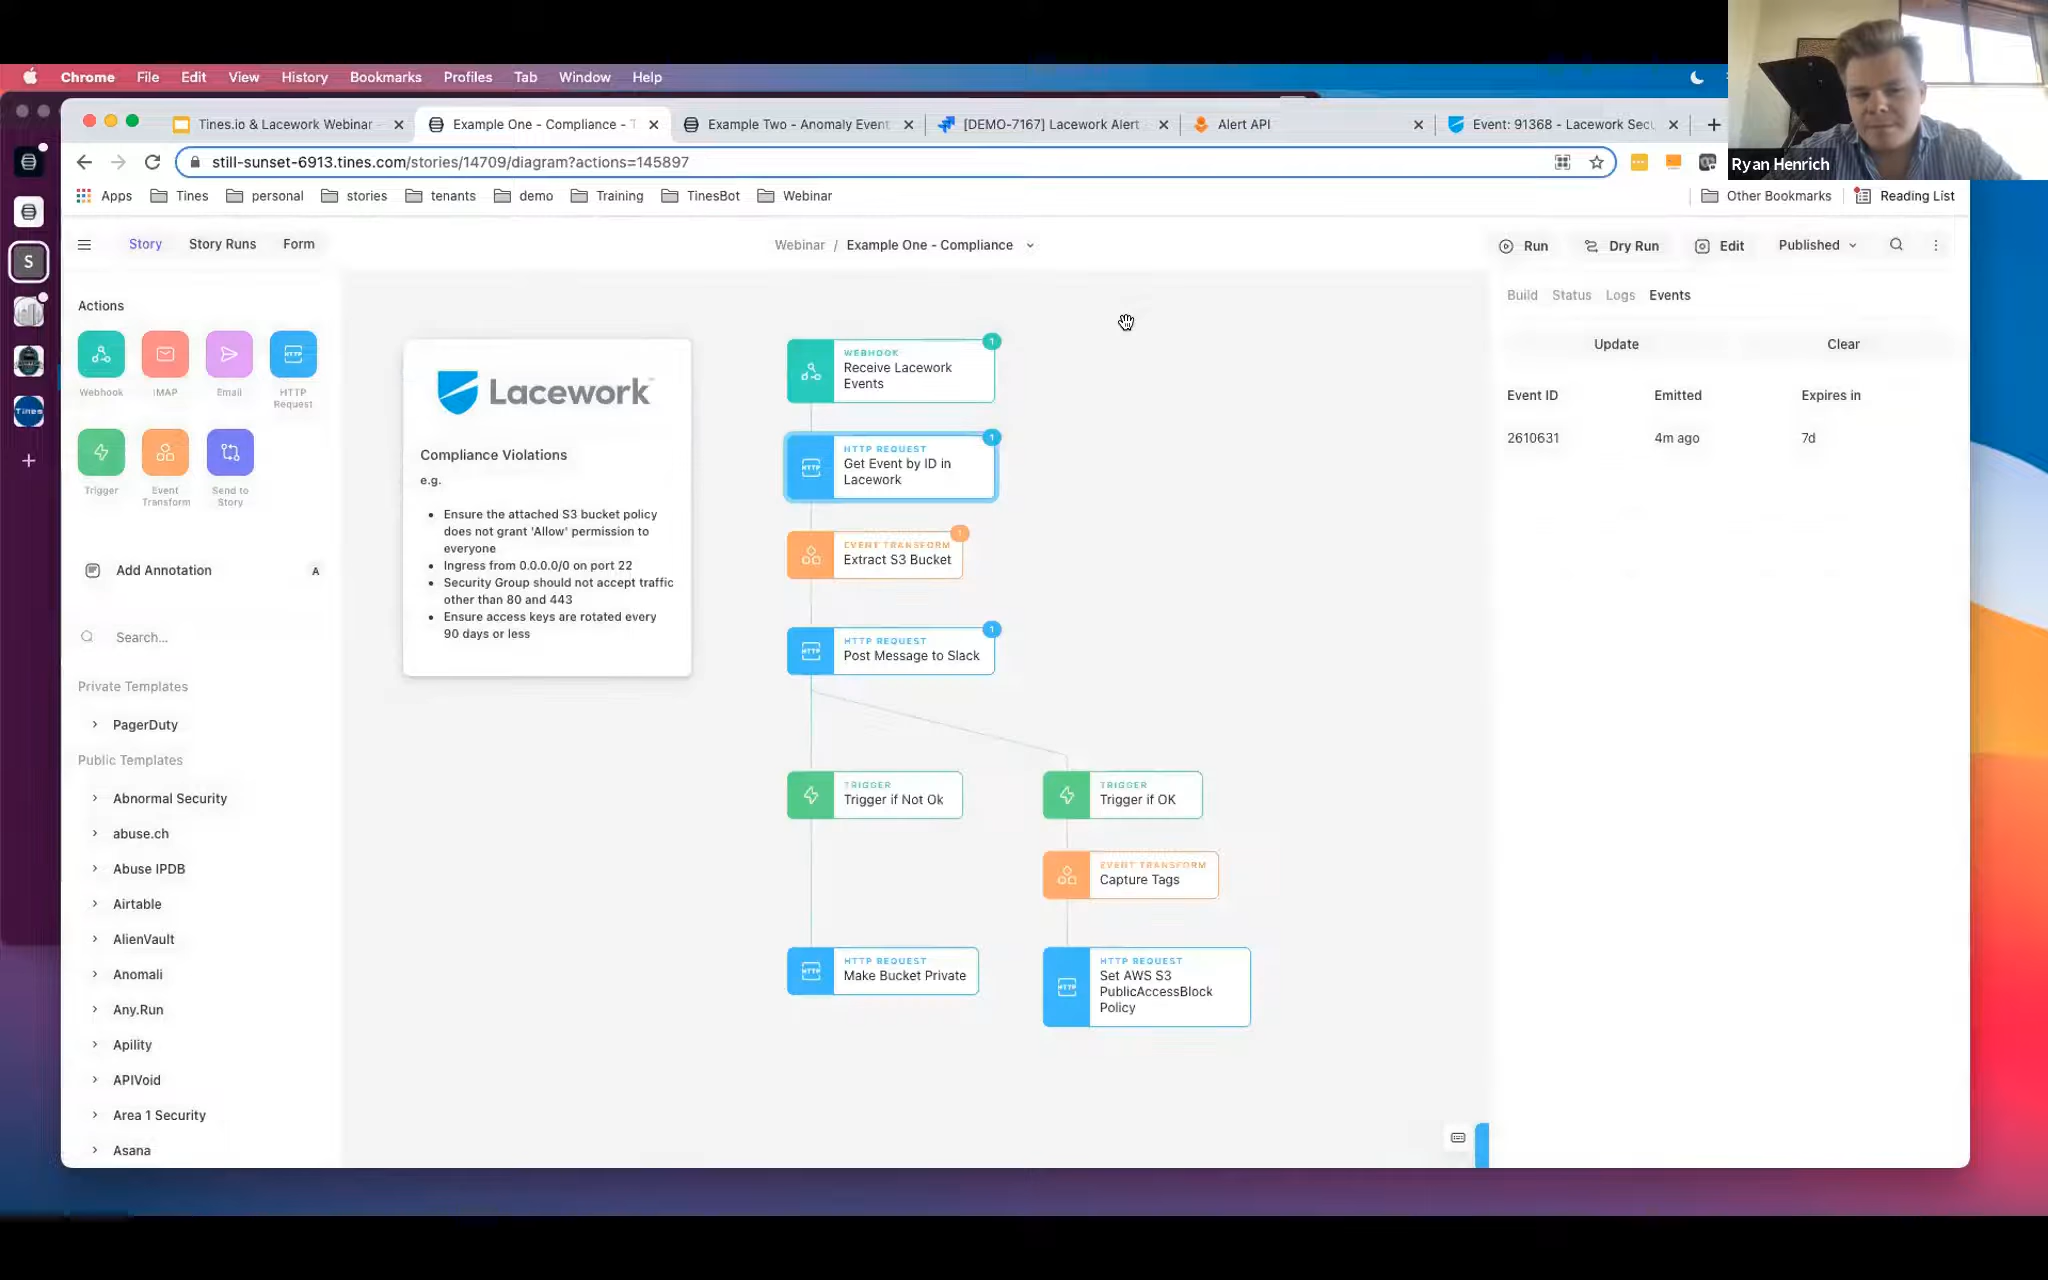 Chrome File Edit View History Bookmarks Profiles Tab Window Help
Tines.io & Lacework Webinar -
Example One - Compliance - T
Example Two - Anomaly Event
[DEMO-7167] Lacework Alert
Alert API
Event: 91368 - Lacework Secu
still-sunset-6913.tines.com/stories/14709/diagram?actions=145897
Ryan Henrich
Apps Tines personal stories tenants demo Training TinesBot Webinar Other Bookmarks Reading List
Story Story Runs Form
Webinar / Example One - Compliance
Run Dry Run Edit Published
S
Tines
Actions
Webhook
IMAP
Email
HTTP
Request
Trigger
Event
Transform
Send to
Story
Add Annotation A
Search...
Private Templates
PagerDuty
Public Templates
Abnormal Security
abuse.ch
Abuse IPDB
Airtable
AlienVault
Anomali
Any.Run
Apility
APIVoid
Area 1 Security
Asana
Lacework
Compliance Violations
e.g.
• Ensure the attached S3 bucket policy
does not grant 'Allow' permission to
everyone
• Ingress from 0.0.0.0/0 on port 22
• Security Group should not accept traffic
other than 80 and 443
• Ensure access keys are rotated every
90 days or less
1
WEBHOOK
Receive Lacework
Events
1
HTTP
HTTP REQUEST
Get Event by ID in
Lacework
1
EVENT TRANSFORM
Extract S3 Bucket
1
HTTP
HTTP REQUEST
Post Message to Slack
TRIGGER
Trigger if Not Ok
TRIGGER
Trigger if OK
EVENT TRANSFORM
Capture Tags
HTTP
HTTP REQUEST
Make Bucket Private
HTTP
HTTP REQUEST
Set AWS S3
PublicAccessBlock
Policy
Build Status Logs Events
Update Clear
Event ID Emitted Expires in
2610631 4m ago 7d